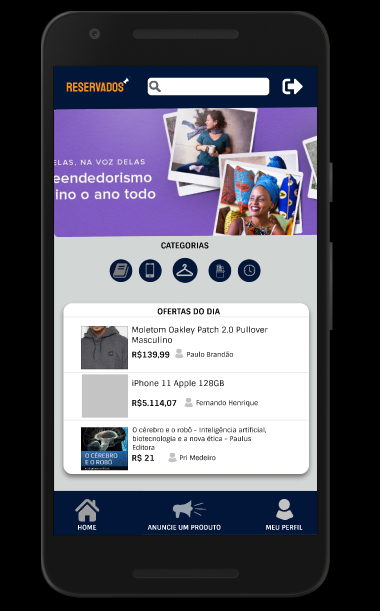 RESERVADOS
ELAS, NA VOZ DELAS
eendedorismo
ino o ano todo
CATEGORIAS
OFERTAS DO DIA
Moletom Oakley Patch 2.0 Pullover
Masculino
R$139,99 Paulo Brandão
iPhone 11 Apple 128GB
R$5.114,07 Fernando Henrique
O cérebro e o robô - Inteligência artificial,
biotecnologia e a nova ética - Paulus
Editora
R$ 21 Pri Medeiro
O CÉREBRO
E O ROBÔ
HOME
ANUNCIE UM PRODUTO
MEU PERFIL